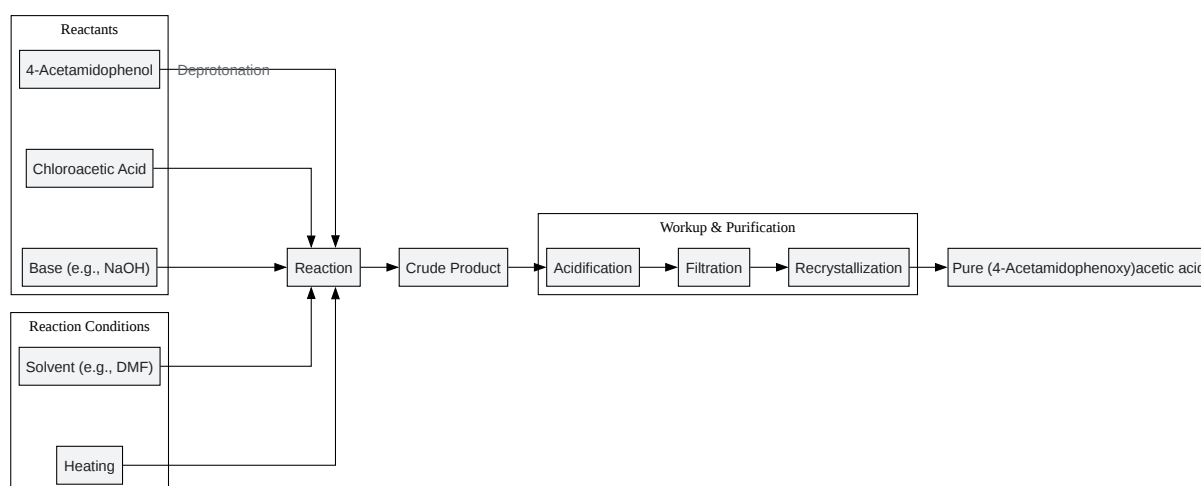 Reactants
4-Acetamidophenol
Deprotonation
Chloroacetic Acid
Base (e.g., NaOH)
Reaction
Crude Product
Workup & Purification
Acidification
Filtration
Recrystallization
Pure (4-Acetamidophenoxy)acetic acid
Reaction Conditions
Solvent (e.g., DMF)
Heating